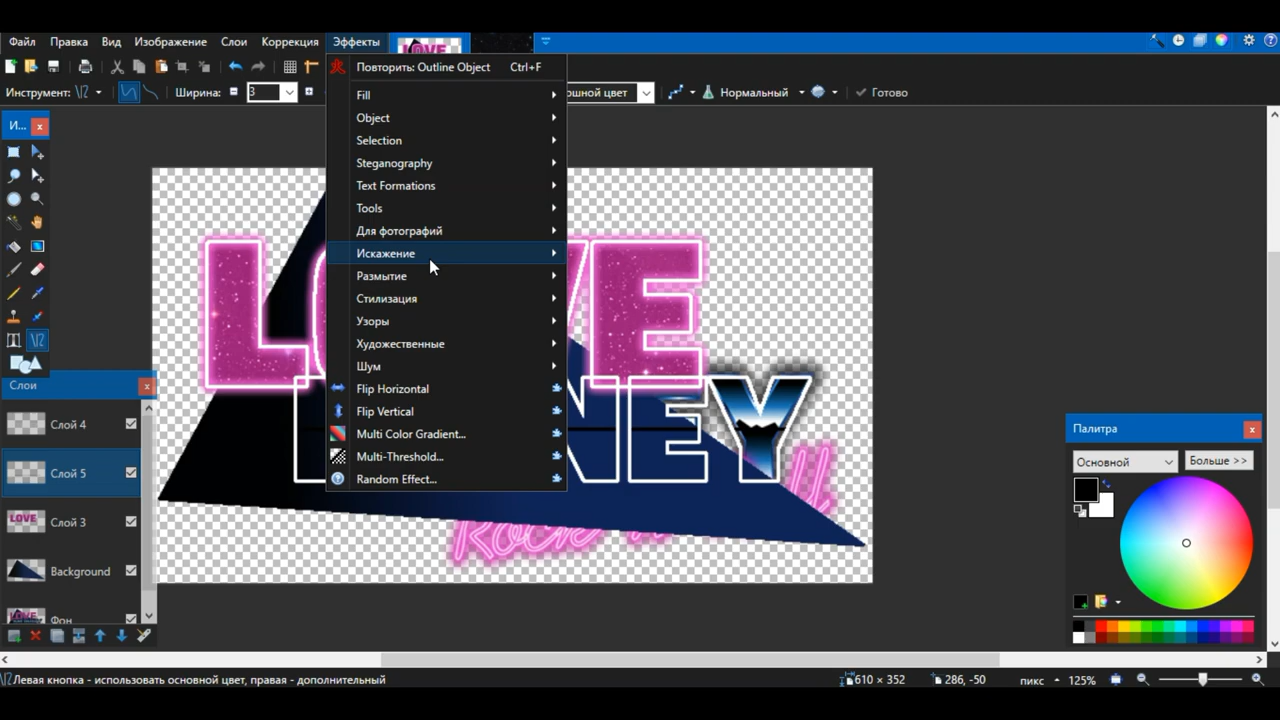 Файл Правка Вид Изображение Слои Коррекция Эффекты
Инструмент: Ширина: 3 Нормальный Готово
Повторить: Outline Object Ctrl+F
Fill
Object
Selection
Steganography
Text Formations
Tools
Для фотографий
Искажение
Размытие
Стилизация
Узоры
Художественные
Шум
Flip Horizontal
Flip Vertical
Multi Color Gradient...
Multi-Threshold...
Random Effect...
И...
Слои
Слой 4
Слой 5
Слой 3
Background
Фон
LOVE
Палитра
Основной Больше >>
Левая кнопка - использовать основной цвет, правая - дополнительный
610 × 352 286, -50 пикс 125%